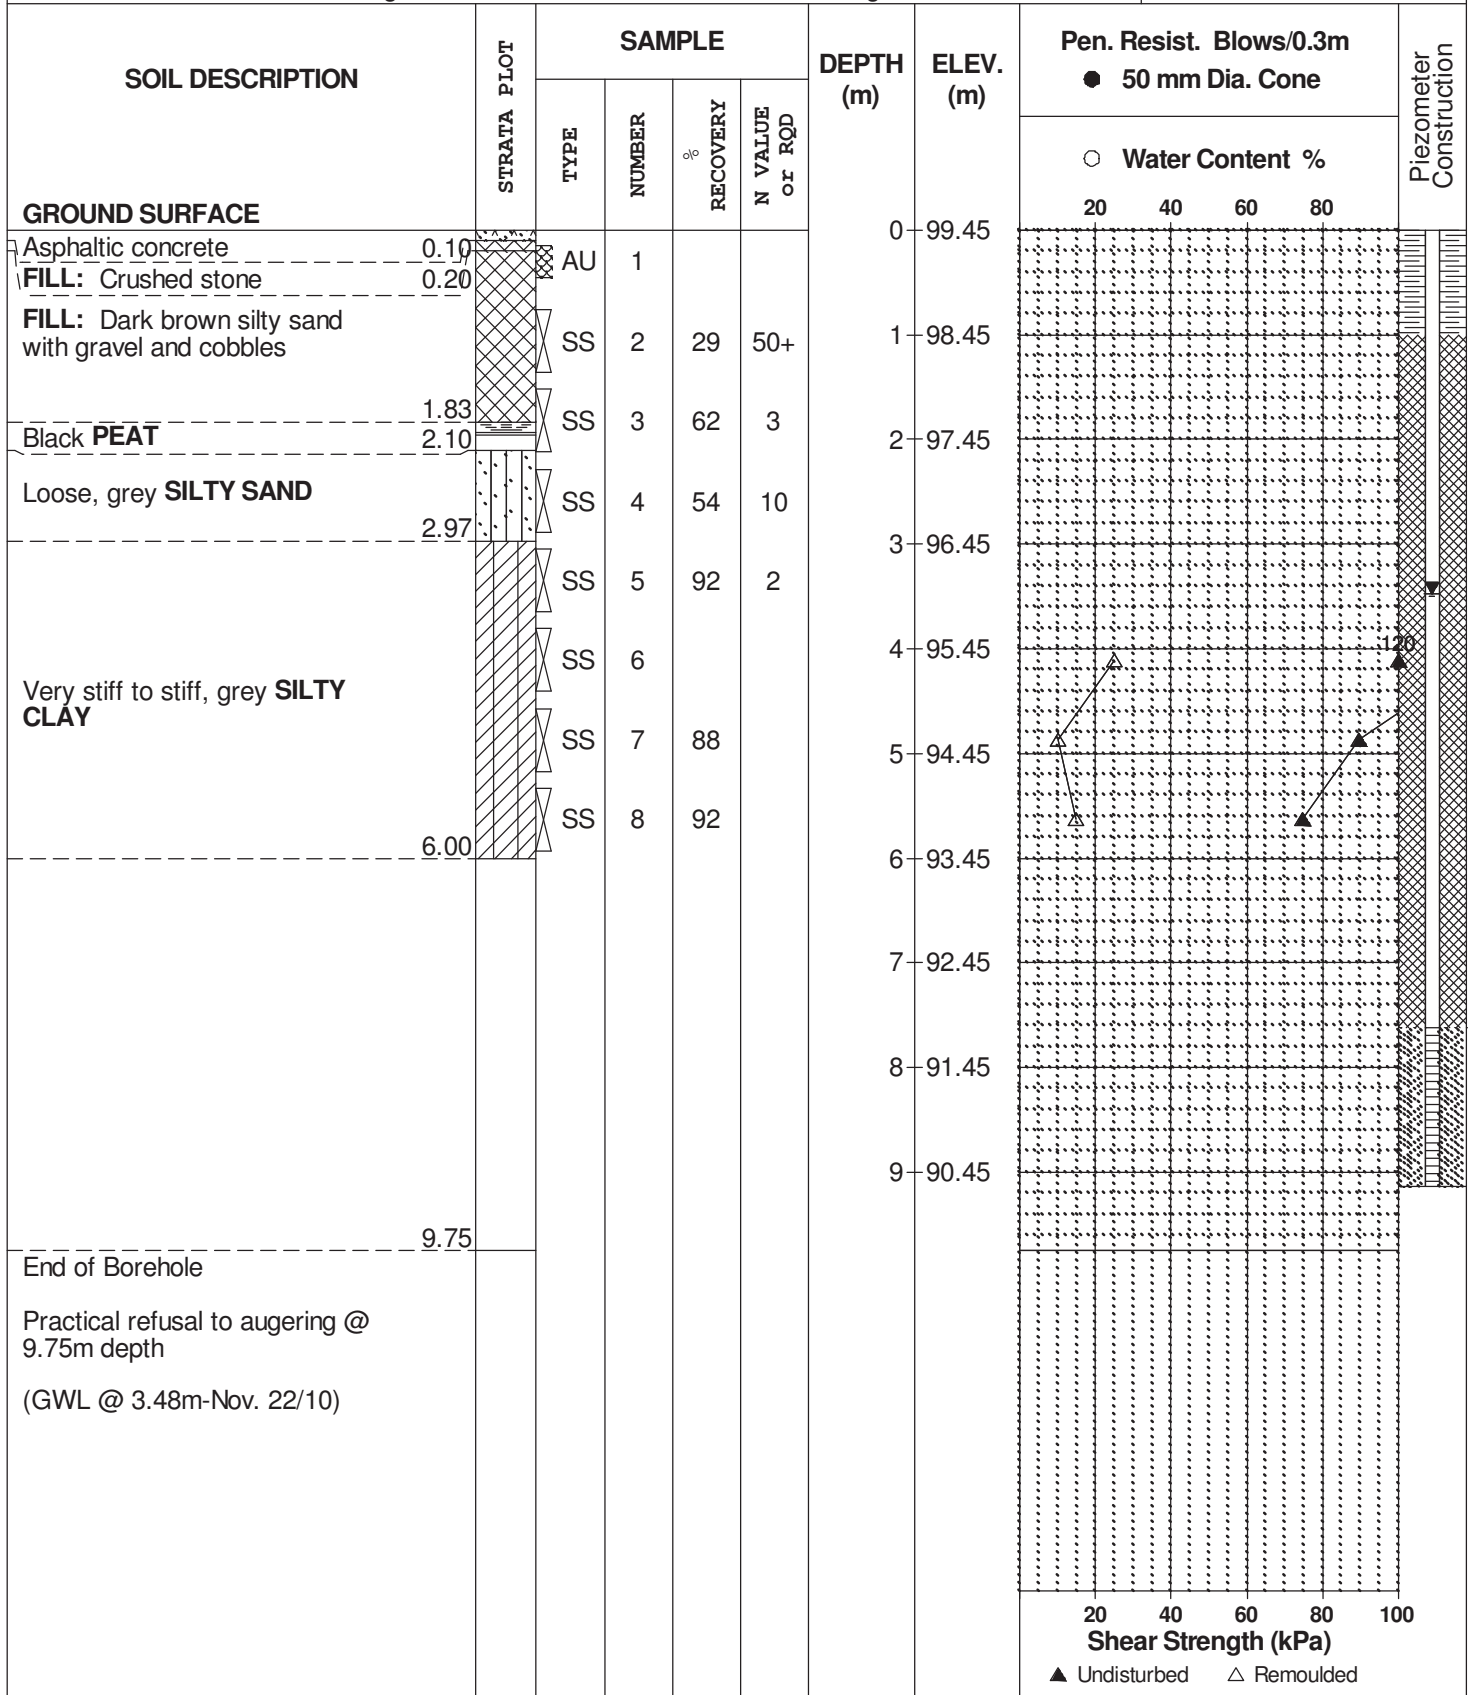 SOIL DESCRIPTION
STRATA PLOT
SAMPLE
TYPE
NUMBER
% RECOVERY
N VALUE or RQD
DEPTH (m)
ELEV. (m)
Pen. Resist. Blows/0.3m
● 50 mm Dia. Cone
○ Water Content %
Piezometer Construction
20 40 60 80
GROUND SURFACE
0 99.45
Asphaltic concrete 0.10
AU 1
FILL: Crushed stone 0.20
FILL: Dark brown silty sand
with gravel and cobbles
SS 2 29 50+
1 98.45
1.83
SS 3 62 3
Black PEAT 2.10
2 97.45
Loose, grey SILTY SAND
SS 4 54 10
2.97
3 96.45
SS 5 92 2
120
4 95.45
SS 6
Very stiff to stiff, grey SILTY
CLAY
SS 7 88
5 94.45
SS 8 92
6.00
6 93.45
7 92.45
8 91.45
9 90.45
9.75
End of Borehole
Practical refusal to augering @
9.75m depth
(GWL @ 3.48m-Nov. 22/10)
20 40 60 80 100
Shear Strength (kPa)
▲ Undisturbed △ Remoulded